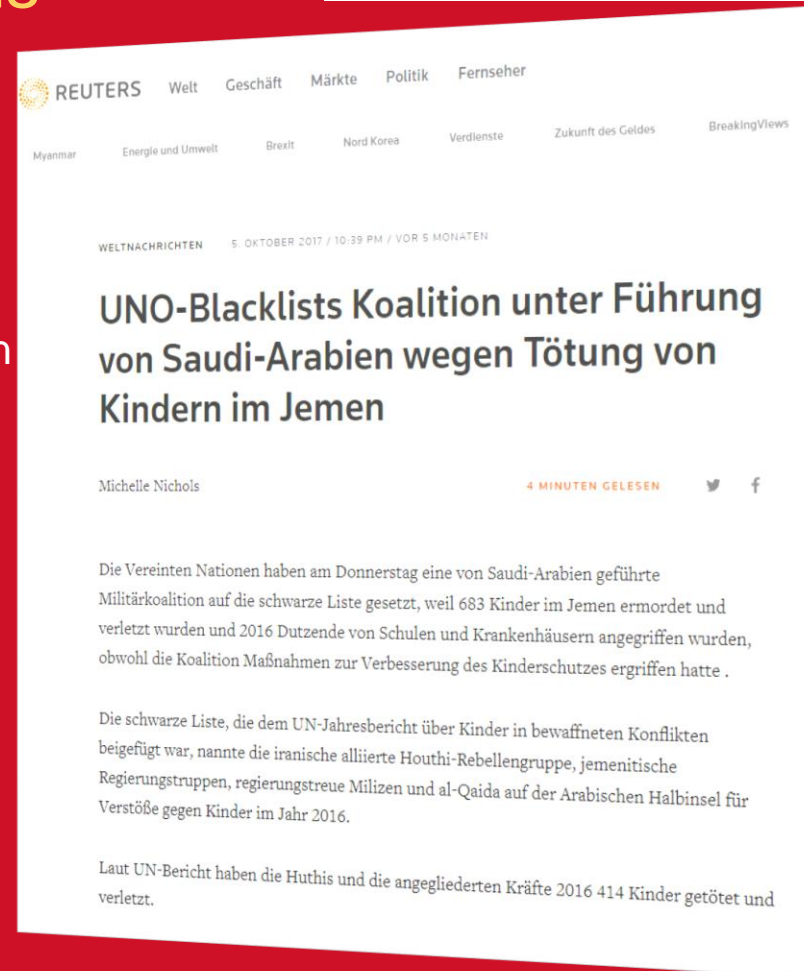 REUTERS Welt Geschäft Märkte Politik Fernseher
Myanmar Energie und Umwelt Brexit Nord Korea Verdienste Zukunft des Geldes BreakingViews
WELTNACHRICHTEN 5. OKTOBER 2017 / 10:39 PM / VOR 5 MONATEN
UNO-Blacklists Koalition unter Führung
von Saudi-Arabien wegen Tötung von
Kindern im Jemen
Michelle Nichols 4 MINUTEN GELESEN
Die Vereinten Nationen haben am Donnerstag eine von Saudi-Arabien geführte
Militärkoalition auf die schwarze Liste gesetzt, weil 683 Kinder im Jemen ermordet und
verletzt wurden und 2016 Dutzende von Schulen und Krankenhäusern angegriffen wurden,
obwohl die Koalition Maßnahmen zur Verbesserung des Kinderschutzes ergriffen hatte .
Die schwarze Liste, die dem UN-Jahresbericht über Kinder in bewaffneten Konflikten
beigefügt war, nannte die iranische alliierte Houthi-Rebellengruppe, jemenitische
Regierungstruppen, regierungstreue Milizen und al-Qaida auf der Arabischen Halbinsel für
Verstöße gegen Kinder im Jahr 2016.
Laut UN-Bericht haben die Huthis und die angegliederten Kräfte 2016 414 Kinder getötet und
verletzt.